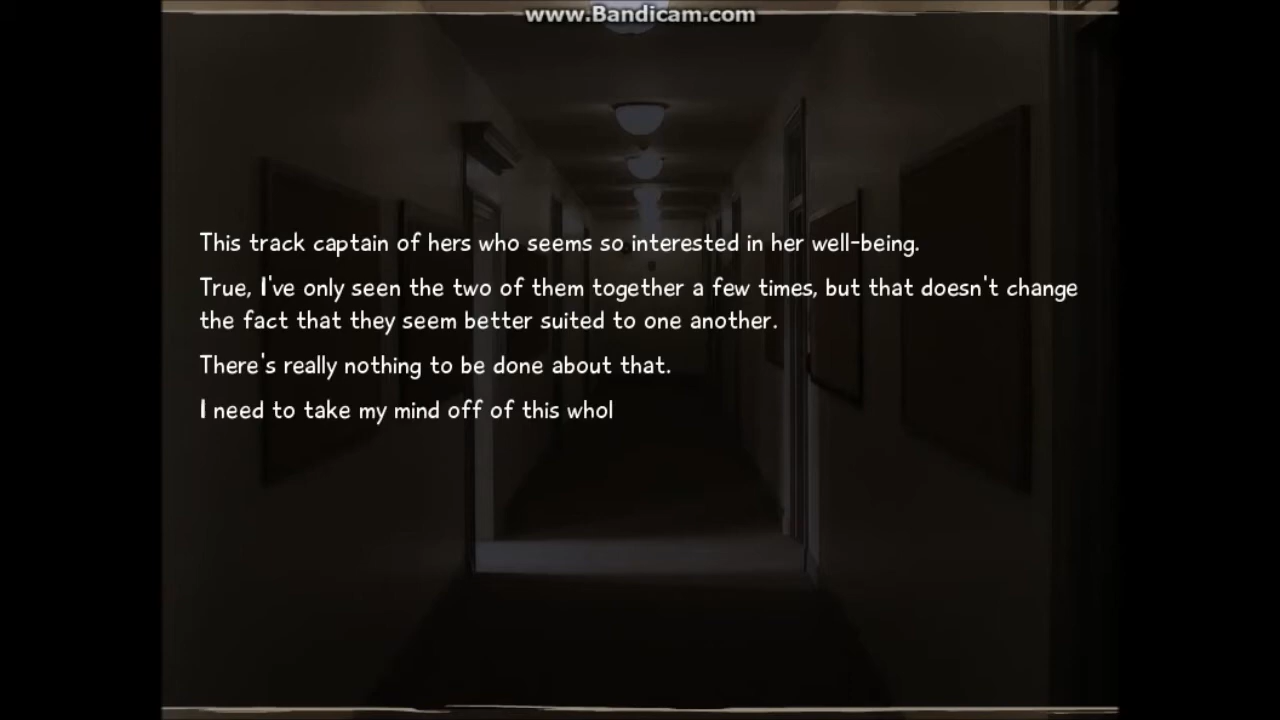 www.Bandicam.com
This track captain of hers who seems so interested in her well-being.
True, I've only seen the two of them together a few times, but that doesn't change
the fact that they seem better suited to one another.
There's really nothing to be done about that.
I need to take my mind off of this whol